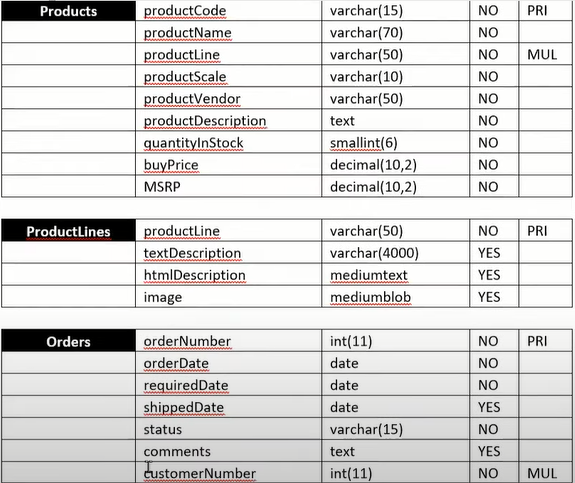 Products productCode varchar(15) NO PRI
productName varchar(70) NO
productLine varchar(50) NO MUL
productScale varchar(10) NO
productVendor varchar(50) NO
productDescription text NO
quantityInStock smallint(6) NO
buyPrice decimal(10,2) NO
MSRP decimal(10,2) NO
ProductLines productLine varchar(50) NO PRI
textDescription varchar(4000) YES
htmlDescription mediumtext YES
image mediumblob YES
Orders orderNumber int(11) NO PRI
orderDate date NO
requiredDate date NO
shippedDate date YES
status varchar(15) NO
comments text YES
customerNumber int(11) NO MUL